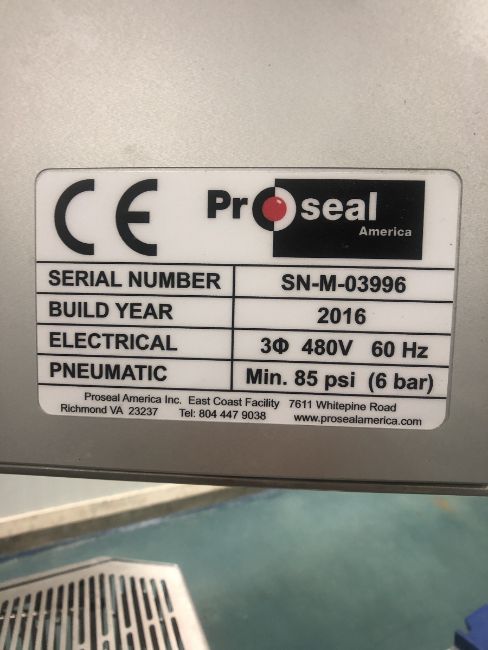 CE Proseal
America
SERIAL NUMBER SN-M-03996
BUILD YEAR 2016
ELECTRICAL 3Φ 480V 60 Hz
PNEUMATIC Min. 85 psi (6 bar)
Proseal America Inc. East Coast Facility 7611 Whitepine Road
Richmond VA 23237 Tel: 804 447 9038 www.prosealamerica.com